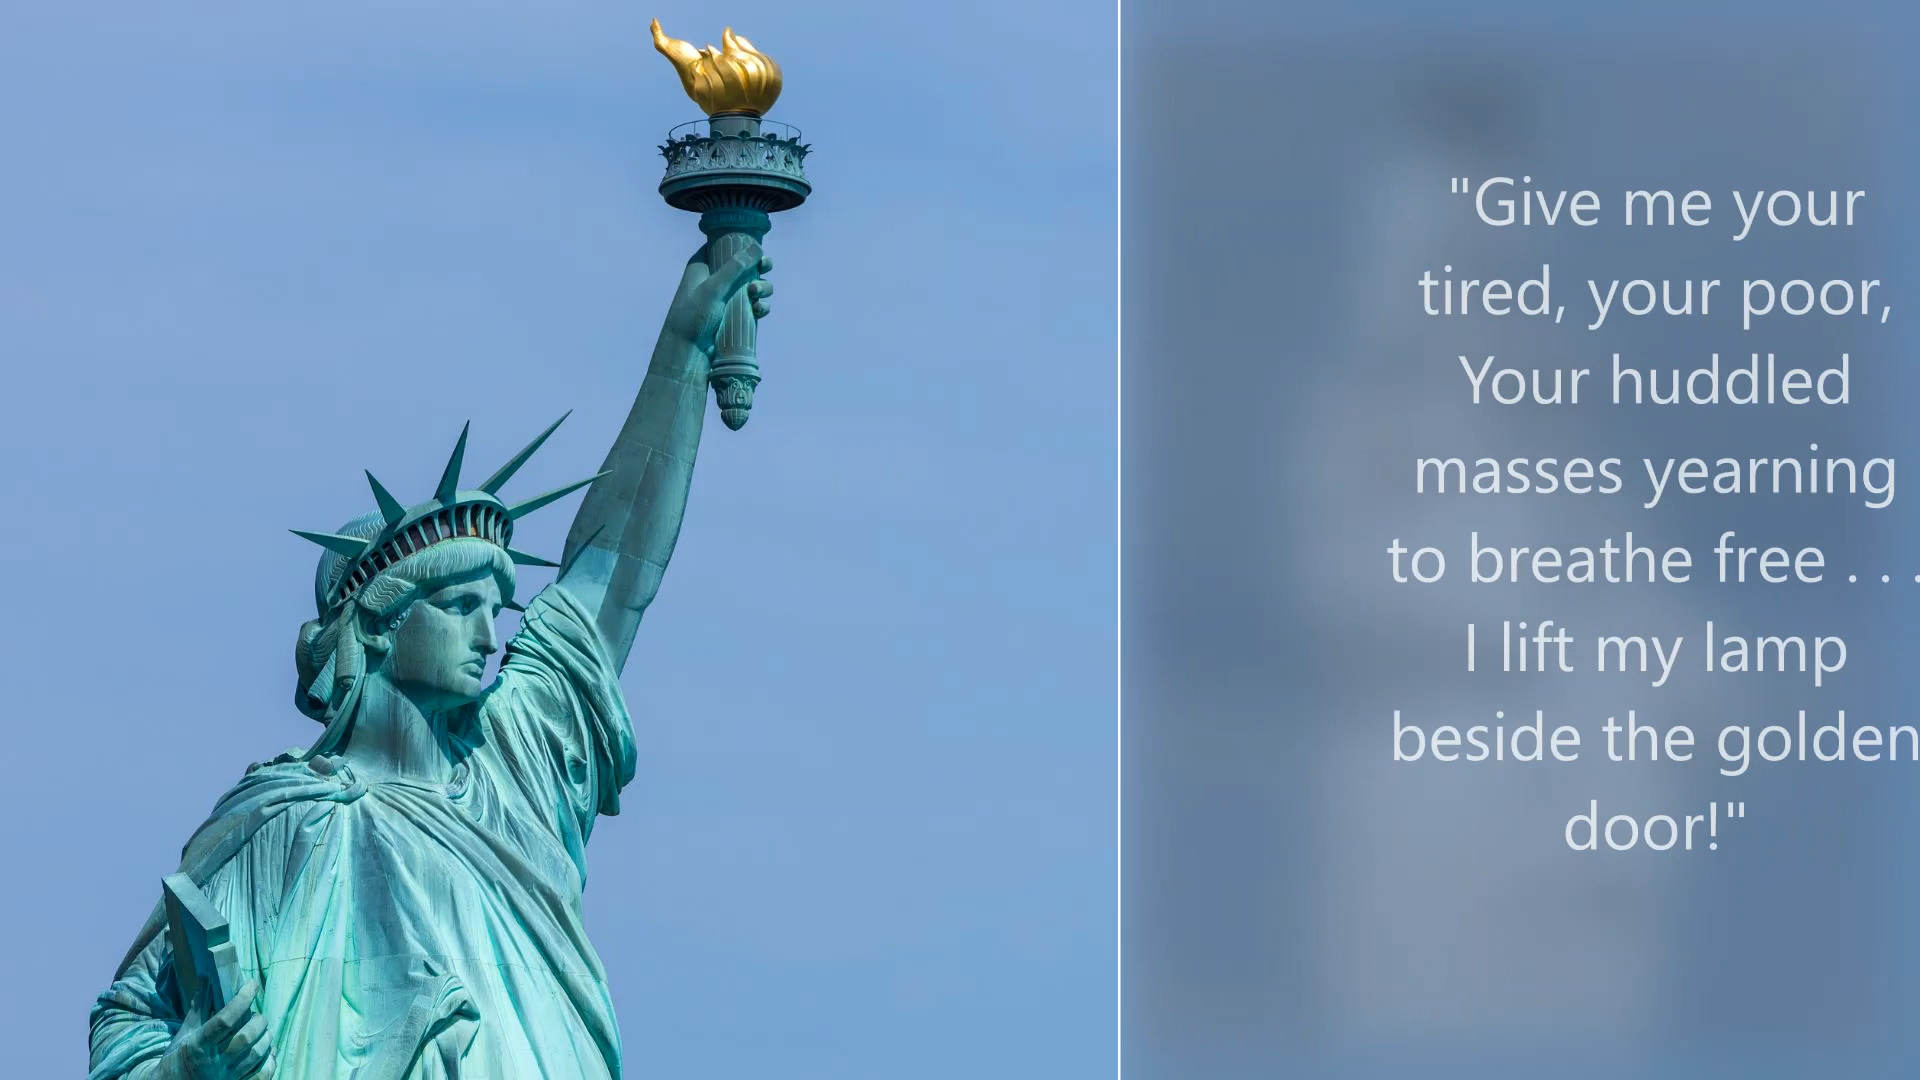 "Give me your
tired, your poor,
Your huddled
masses yearning
to breathe free . . .
I lift my lamp
beside the golden
door!"